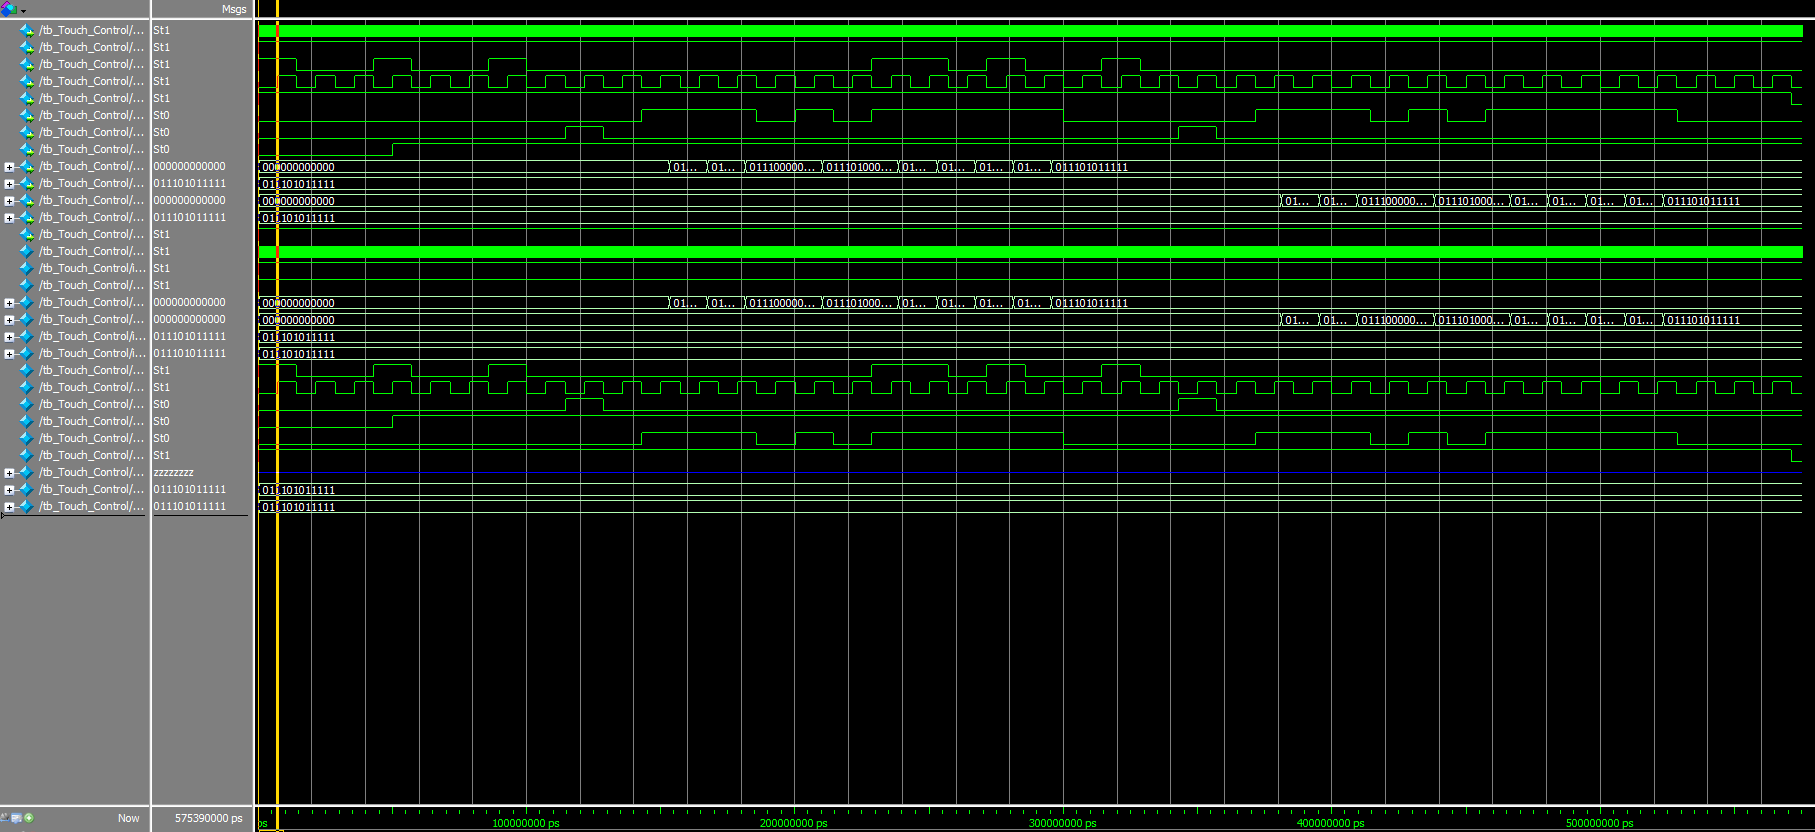 Msgs
/tb_Touch_Control/... St1
/tb_Touch_Control/... St1
/tb_Touch_Control/... St1
/tb_Touch_Control/... St1
/tb_Touch_Control/... St1
/tb_Touch_Control/... St0
/tb_Touch_Control/... St0
/tb_Touch_Control/... St0
/tb_Touch_Control/... 000000000000 000000000000 01... 01... 011100000... 011101000... 01... 01... 01... 01... 011101011111
/tb_Touch_Control/... 011101011111 011101011111
/tb_Touch_Control/... 000000000000 000000000000 01... 01... 011100000... 011101000... 01... 01... 01... 01... 011101011111
/tb_Touch_Control/... 011101011111 011101011111
/tb_Touch_Control/... St1
/tb_Touch_Control/... St1
/tb_Touch_Control/i... St1
/tb_Touch_Control/... St1
/tb_Touch_Control/... 000000000000 000000000000 01... 01... 011100000... 011101000... 01... 01... 01... 01... 011101011111
/tb_Touch_Control/... 000000000000 000000000000 01... 01... 011100000... 011101000... 01... 01... 01... 01... 011101011111
/tb_Touch_Control/i... 011101011111 011101011111
/tb_Touch_Control/i... 011101011111 011101011111
/tb_Touch_Control/... St1
/tb_Touch_Control/... St1
/tb_Touch_Control/... St0
/tb_Touch_Control/... St0
/tb_Touch_Control/... St0
/tb_Touch_Control/... St1
/tb_Touch_Control/... zzzzzzzz
/tb_Touch_Control/... 011101011111 011101011111
/tb_Touch_Control/... 011101011111 011101011111
Now 575390000 ps ps 100000000 ps 200000000 ps 300000000 ps 400000000 ps 500000000 ps